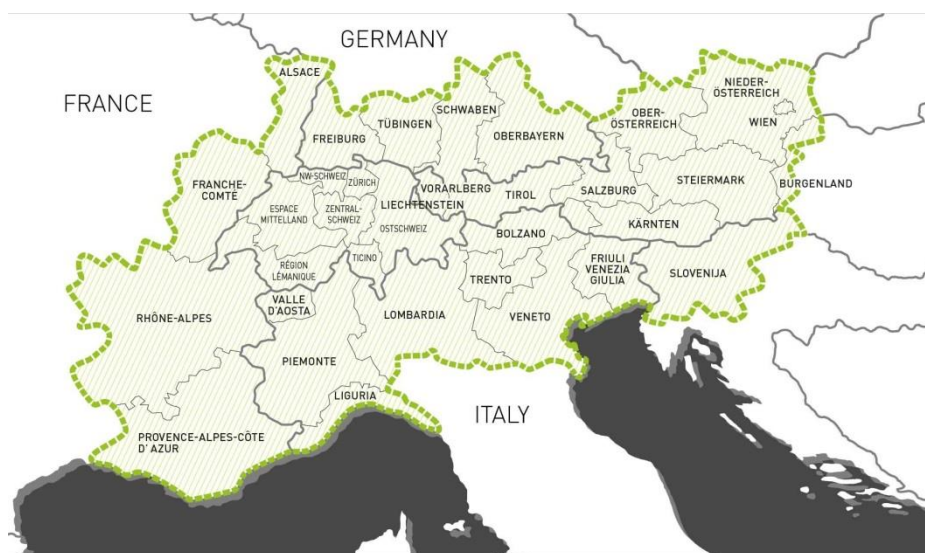 GERMANY
FRANCE
ALSACE
FREIBURG
TÜBINGEN
SCHWABEN
OBERBAYERN
OBER-
ÖSTERREICH
NIEDER-
ÖSTERREICH
WIEN
FRANCHE-
COMTÉ
NW-SCHWEIZ
ZÜRICH
ESPACE
MITTELLAND
ZENTRAL-
SCHWEIZ
OSTSCHWEIZ
LIECHTENSTEIN
VORARLBERG
TIROL
SALZBURG
STEIERMARK
BURGENLAND
KÄRNTEN
RÉGION
LÉMANIQUE
TICINO
BOLZANO
TRENTO
FRIULI
VENEZIA
GIULIA
SLOVENIJA
RHÔNE-ALPES
VALLE
D'AOSTA
LOMBARDIA
VENETO
PIEMONTE
LIGURIA
PROVENCE-ALPES-CÔTE
D' AZUR
ITALY